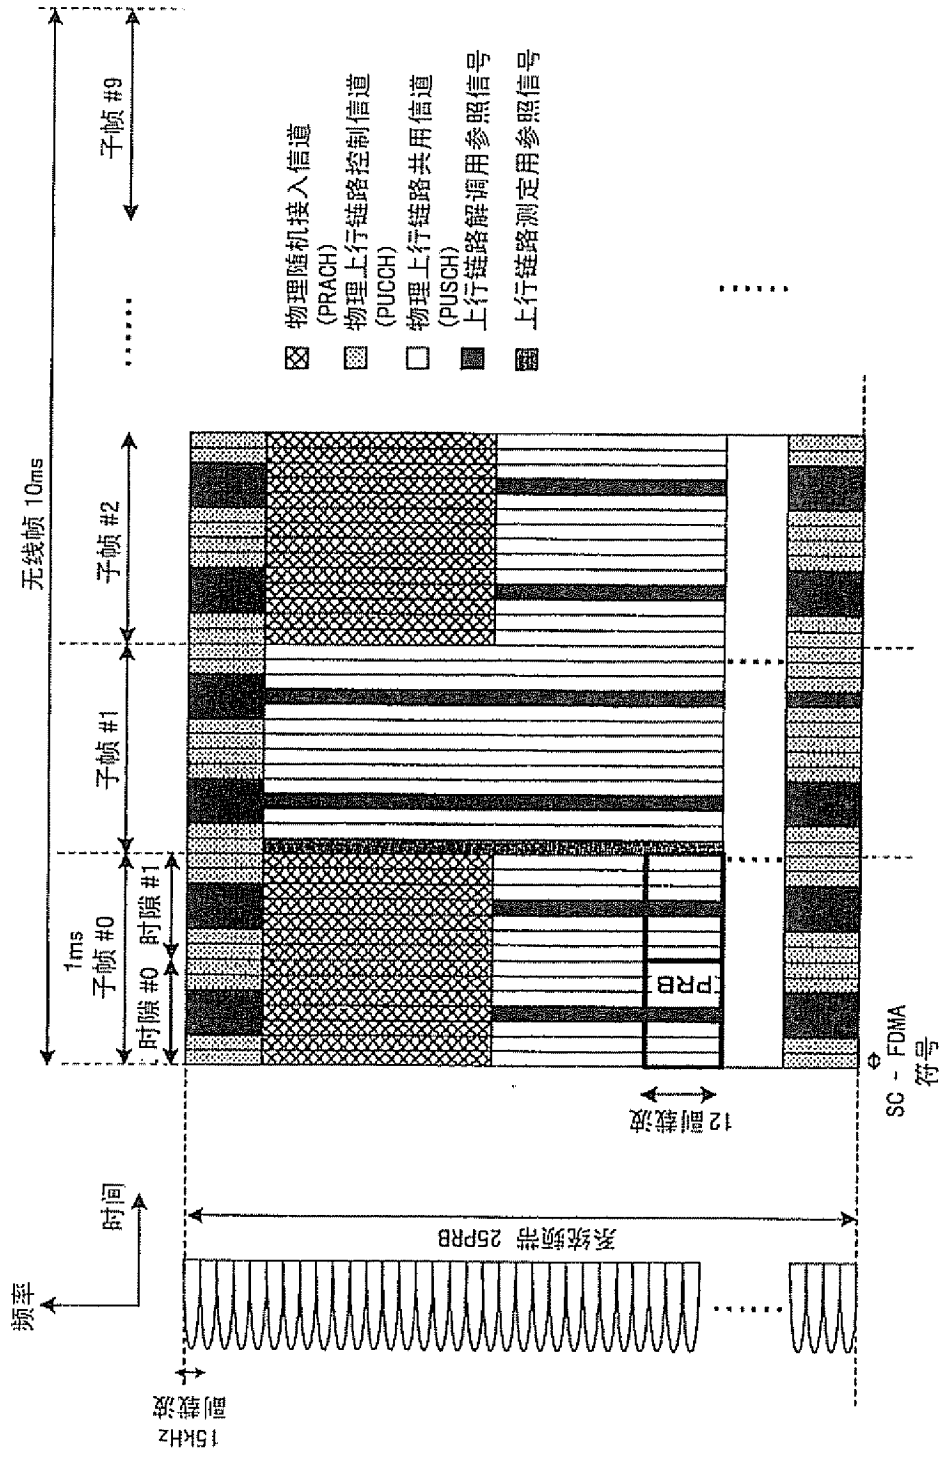 无线帧 10ms
1ms
子帧 #0
子帧 #1
子帧 #2
子帧 #9
时隙 #0
时隙 #1
频率
时间
15kHz
副载波
系统频带 25PRB
12 副载波
PRB
SC - FDMA
符号
物理随机接入信道
(PRACH)
物理上行链路控制信道
(PUCCH)
物理上行链路共用信道
(PUSCH)
上行链路解调用参照信号
上行链路测定用参照信号